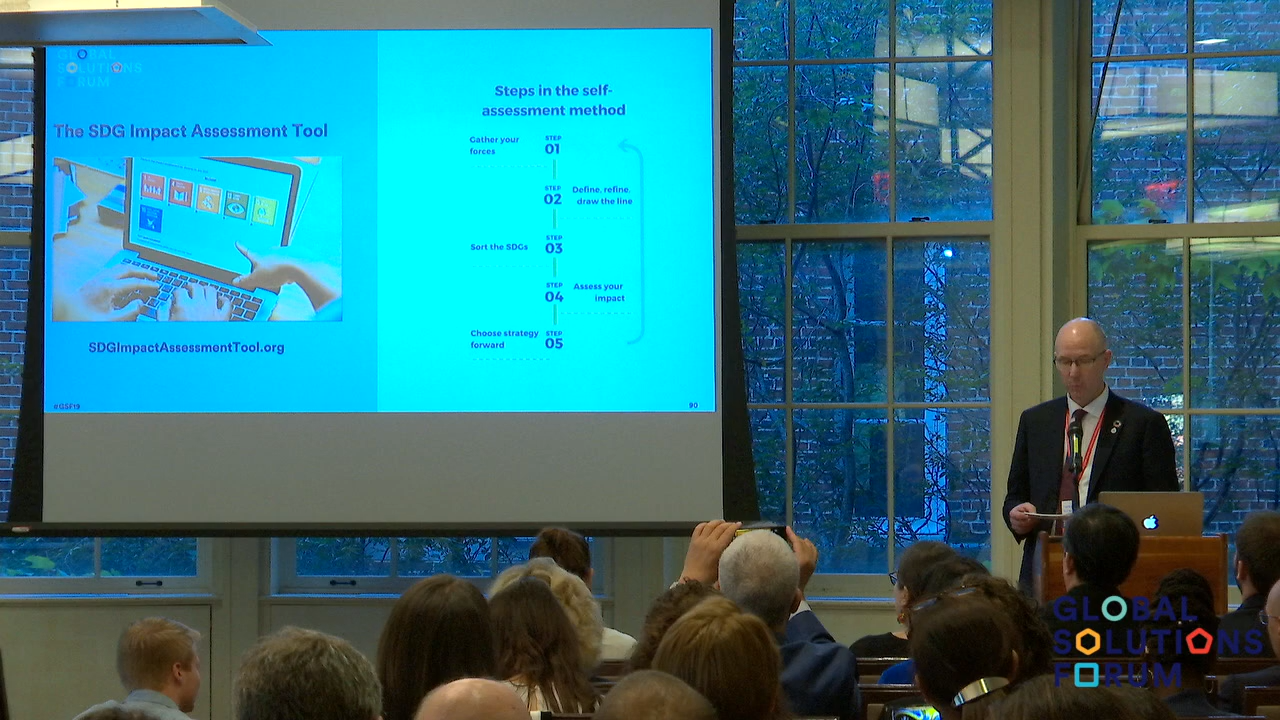 GLOBAL
SOLUTIONS
FORUM
The SDG Impact Assessment Tool
SDGImpactAssessmentTool.org
#GSF19
Steps in the self-
assessment method
Gather your
forces
STEP
01
STEP
02
Define, refine,
draw the line
Sort the SDGs
STEP
03
STEP
04
Assess your
impact
Choose strategy
forward
STEP
05
90
GLOBAL
SOLUTIONS
FORUM